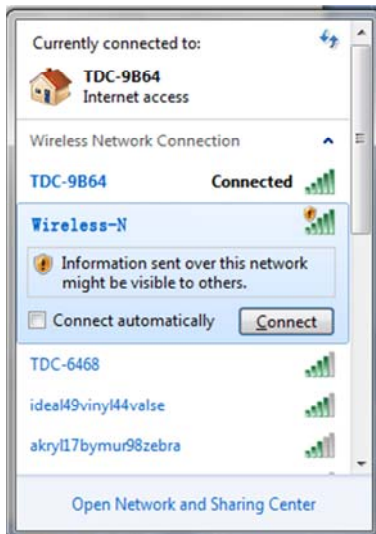 Currently connected to:
TDC-9B64
Internet access
Wireless Network Connection
TDC-9B64 Connected
Wireless-N
Information sent over this network
might be visible to others.
Connect automatically Connect
TDC-6468
ideal49vinyl44valse
akryl17bymur98zebra
Open Network and Sharing Center